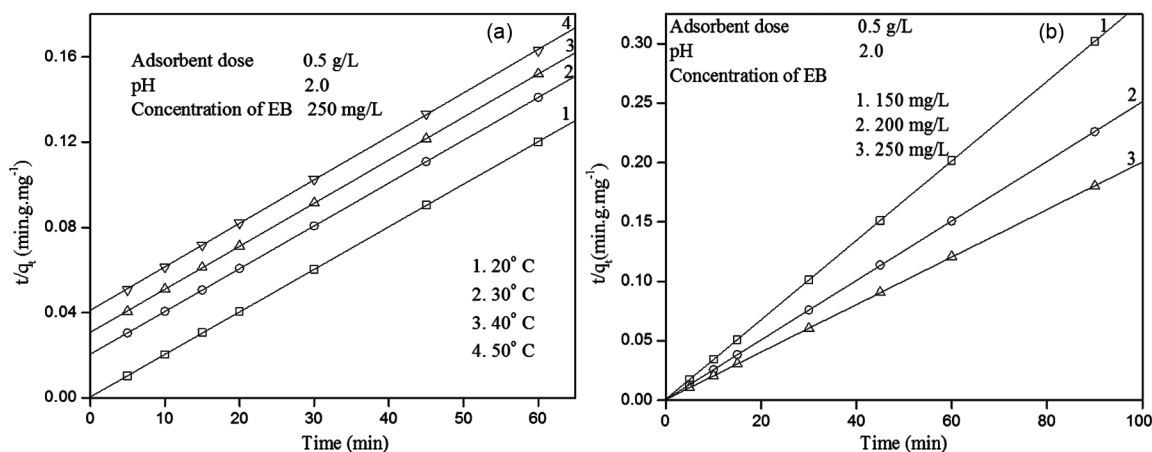 (a)
Adsorbent dose 0.5 g/L
pH 2.0
Concentration of EB 250 mg/L
4
3
2
1
1. 20° C
2. 30° C
3. 40° C
4. 50° C
0.16
0.12
0.08
0.04
0.00
t/qt (min.g.mg-1)
0 10 20 30 40 50 60
Time (min)
(b)
Adsorbent dose 0.5 g/L
pH 2.0
Concentration of EB
1. 150 mg/L
2. 200 mg/L
3. 250 mg/L
1
2
3
0.30
0.25
0.20
0.15
0.10
0.05
0.00
t/qt(min.g.mg-1)
0 20 40 60 80 100
Time (min)